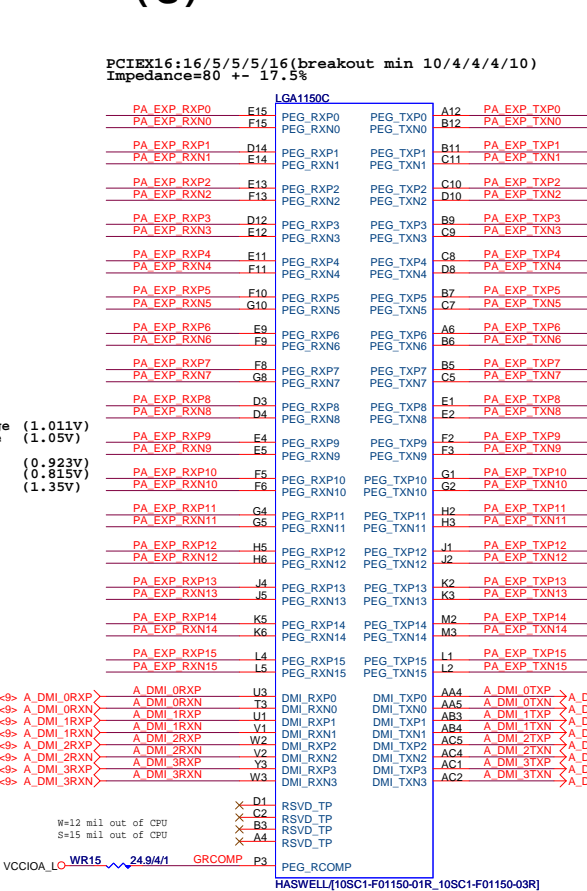 PCIEX16:16/5/5/5/16(breakout min 10/4/4/4/10)
Impedance=80 +- 17.5%
LGA1150C
PA_EXP_RXP0 E15 PEG_RXP0 PEG_TXP0 A12 PA_EXP_TXP0
PA_EXP_RXN0 F15 PEG_RXN0 PEG_TXN0 B12 PA_EXP_TXN0
PA_EXP_RXP1 D14 PEG_RXP1 PEG_TXP1 B11 PA_EXP_TXP1
PA_EXP_RXN1 E14 PEG_RXN1 PEG_TXN1 C11 PA_EXP_TXN1
PA_EXP_RXP2 E13 PEG_RXP2 PEG_TXP2 C10 PA_EXP_TXP2
PA_EXP_RXN2 F13 PEG_RXN2 PEG_TXN2 D10 PA_EXP_TXN2
PA_EXP_RXP3 D12 PEG_RXP3 PEG_TXP3 B9 PA_EXP_TXP3
PA_EXP_RXN3 E12 PEG_RXN3 PEG_TXN3 C9 PA_EXP_TXN3
PA_EXP_RXP4 E11 PEG_RXP4 PEG_TXP4 C8 PA_EXP_TXP4
PA_EXP_RXN4 F11 PEG_RXN4 PEG_TXN4 D8 PA_EXP_TXN4
PA_EXP_RXP5 F10 PEG_RXP5 PEG_TXP5 B7 PA_EXP_TXP5
PA_EXP_RXN5 G10 PEG_RXN5 PEG_TXN5 C7 PA_EXP_TXN5
PA_EXP_RXP6 E9 PEG_RXP6 PEG_TXP6 A6 PA_EXP_TXP6
PA_EXP_RXN6 F9 PEG_RXN6 PEG_TXN6 B6 PA_EXP_TXN6
PA_EXP_RXP7 F8 PEG_RXP7 PEG_TXP7 B5 PA_EXP_TXP7
PA_EXP_RXN7 G8 PEG_RXN7 PEG_TXN7 C5 PA_EXP_TXN7
PA_EXP_RXP8 D3 PEG_RXP8 PEG_TXP8 E1 PA_EXP_TXP8
PA_EXP_RXN8 D4 PEG_RXN8 PEG_TXN8 E2 PA_EXP_TXN8
(1.011V)
(1.05V)
PA_EXP_RXP9 E4 PEG_RXP9 PEG_TXP9 F2 PA_EXP_TXP9
PA_EXP_RXN9 E5 PEG_RXN9 PEG_TXN9 F3 PA_EXP_TXN9
(0.923V)
(0.815V)
(1.35V)
PA_EXP_RXP10 F5 PEG_RXP10 PEG_TXP10 G1 PA_EXP_TXP10
PA_EXP_RXN10 F6 PEG_RXN10 PEG_TXN10 G2 PA_EXP_TXN10
PA_EXP_RXP11 G4 PEG_RXP11 PEG_TXP11 H2 PA_EXP_TXP11
PA_EXP_RXN11 G5 PEG_RXN11 PEG_TXN11 H3 PA_EXP_TXN11
PA_EXP_RXP12 H5 PEG_RXP12 PEG_TXP12 J1 PA_EXP_TXP12
PA_EXP_RXN12 H6 PEG_RXN12 PEG_TXN12 J2 PA_EXP_TXN12
PA_EXP_RXP13 J4 PEG_RXP13 PEG_TXP13 K2 PA_EXP_TXP13
PA_EXP_RXN13 J5 PEG_RXN13 PEG_TXN13 K3 PA_EXP_TXN13
PA_EXP_RXP14 K5 PEG_RXP14 PEG_TXP14 M2 PA_EXP_TXP14
PA_EXP_RXN14 K6 PEG_RXN14 PEG_TXN14 M3 PA_EXP_TXN14
PA_EXP_RXP15 L4 PEG_RXP15 PEG_TXP15 L1 PA_EXP_TXP15
PA_EXP_RXN15 L5 PEG_RXN15 PEG_TXN15 L2 PA_EXP_TXN15
<9> A_DMI_0RXP A_DMI_0RXP U3 DMI_RXP0 DMI_TXP0 AA4 A_DMI_0TXP
<9> A_DMI_0RXN A_DMI_0RXN T3 DMI_RXN0 DMI_TXN0 AA5 A_DMI_0TXN
<9> A_DMI_1RXP A_DMI_1RXP U1 DMI_RXP1 DMI_TXP1 AB3 A_DMI_1TXP
<9> A_DMI_1RXN A_DMI_1RXN V1 DMI_RXN1 DMI_TXN1 AB4 A_DMI_1TXN
<9> A_DMI_2RXP A_DMI_2RXP W2 DMI_RXP2 DMI_TXP2 AC5 A_DMI_2TXP
<9> A_DMI_2RXN A_DMI_2RXN V2 DMI_RXN2 DMI_TXN2 AC4 A_DMI_2TXN
<9> A_DMI_3RXP A_DMI_3RXP Y3 DMI_RXP3 DMI_TXP3 AC1 A_DMI_3TXP
<9> A_DMI_3RXN A_DMI_3RXN W3 DMI_RXN3 DMI_TXN3 AC2 A_DMI_3TXN
D1 RSVD_TP
C2 RSVD_TP
W=12 mil out of CPU B3 RSVD_TP
S=15 mil out of CPU A4 RSVD_TP
VCCIOA_L WR15 24.9/4/1 GRCOMP P3 PEG_RCOMP
HASWELL/[10SC1-F01150-01R_10SC1-F01150-03R]